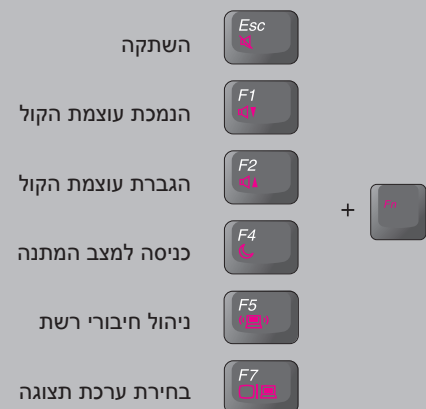 Esc השתקה
F1 הנמכת עוצמת הקול
F2 הגברת עוצמת הקול
+ Fn
F4 כניסה למצב המתנה
F5 ניהול חיבורי רשת
F7 בחירת ערכת תצוגה